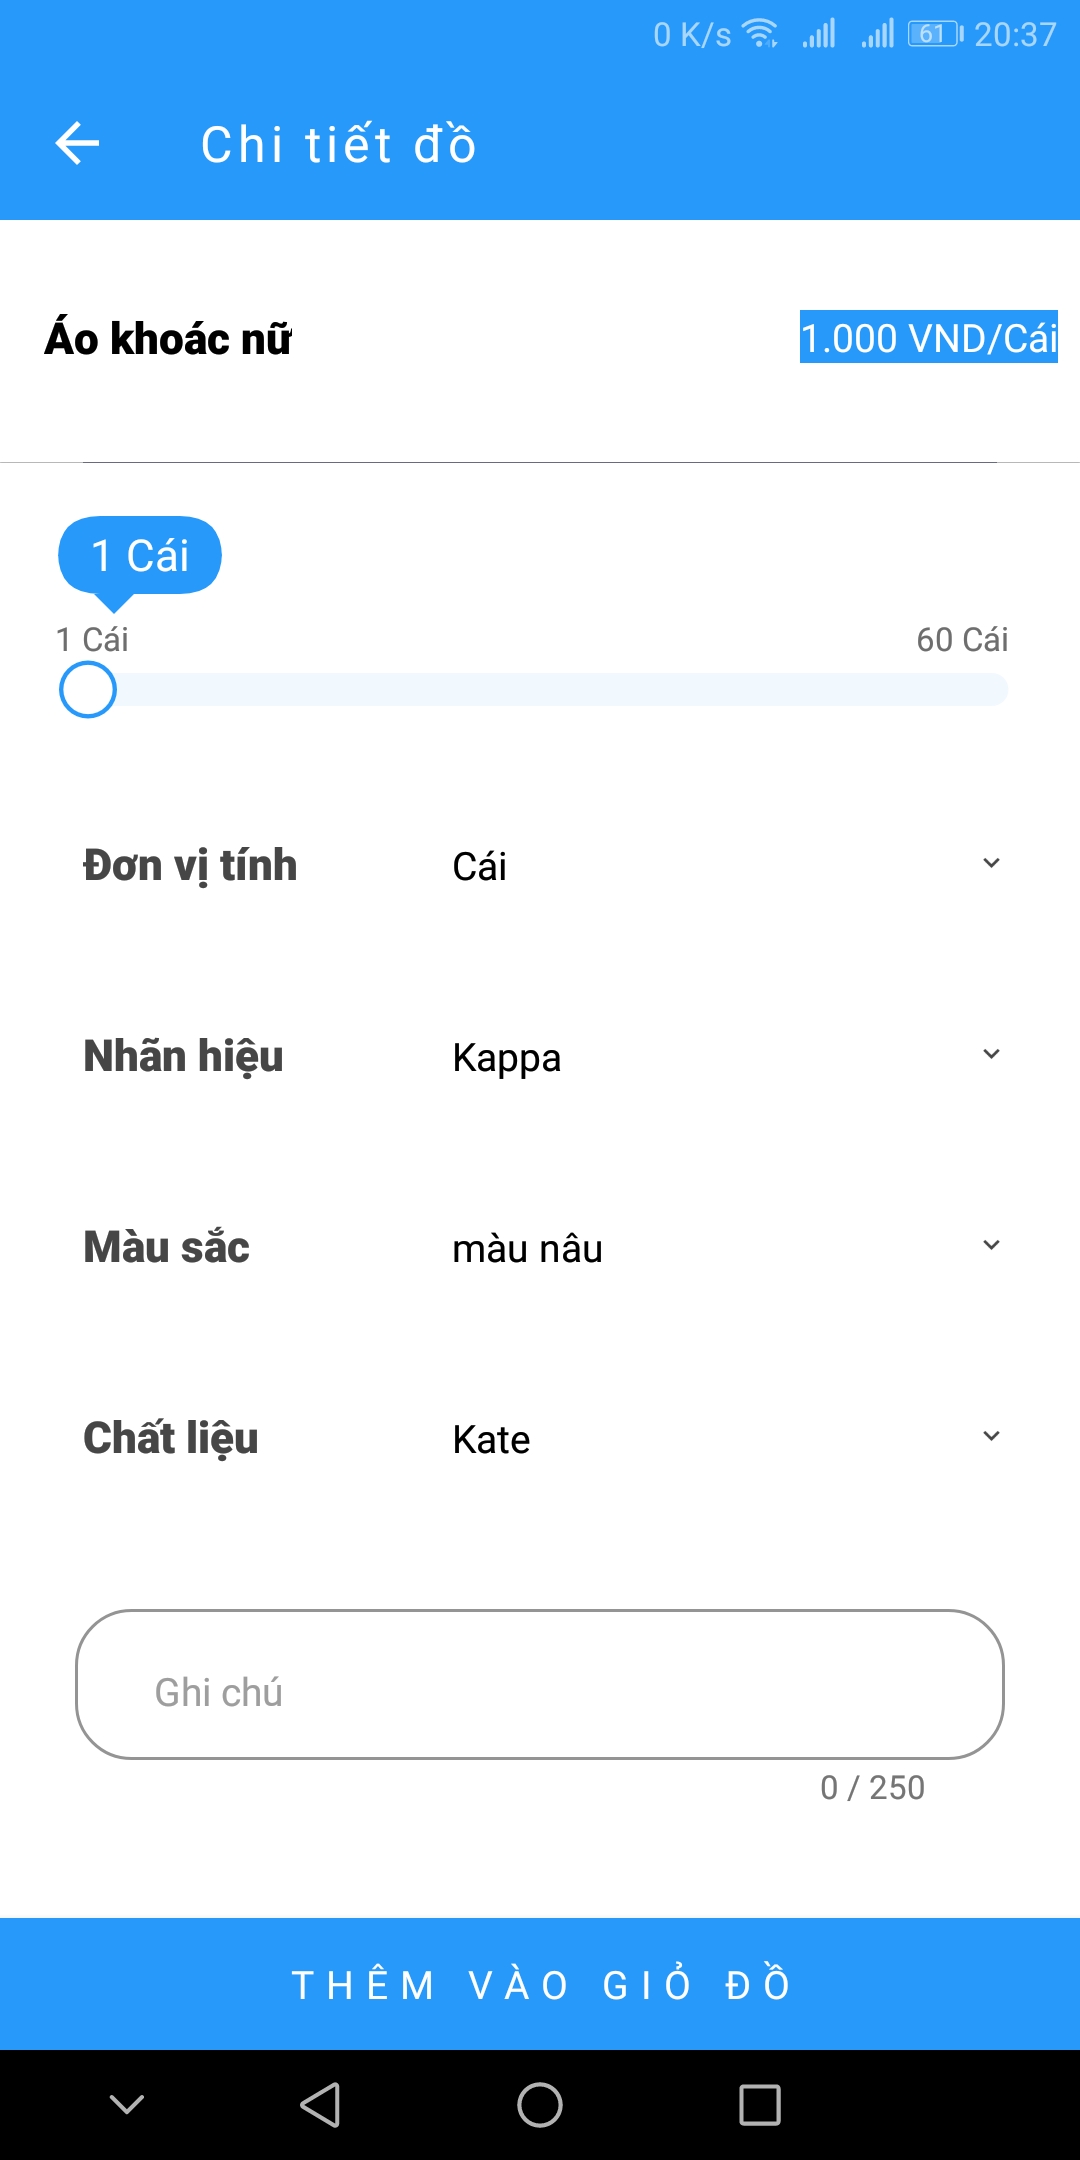 0 K/s 61 20:37
Chi tiết đồ
Áo khoác nữ 1.000 VND/Cái
1 Cái
1 Cái 60 Cái
Đơn vị tính Cái
Nhãn hiệu Kappa
Màu sắc màu nâu
Chất liệu Kate
Ghi chú
0 / 250
THÊM VÀO GIỎ ĐỒ